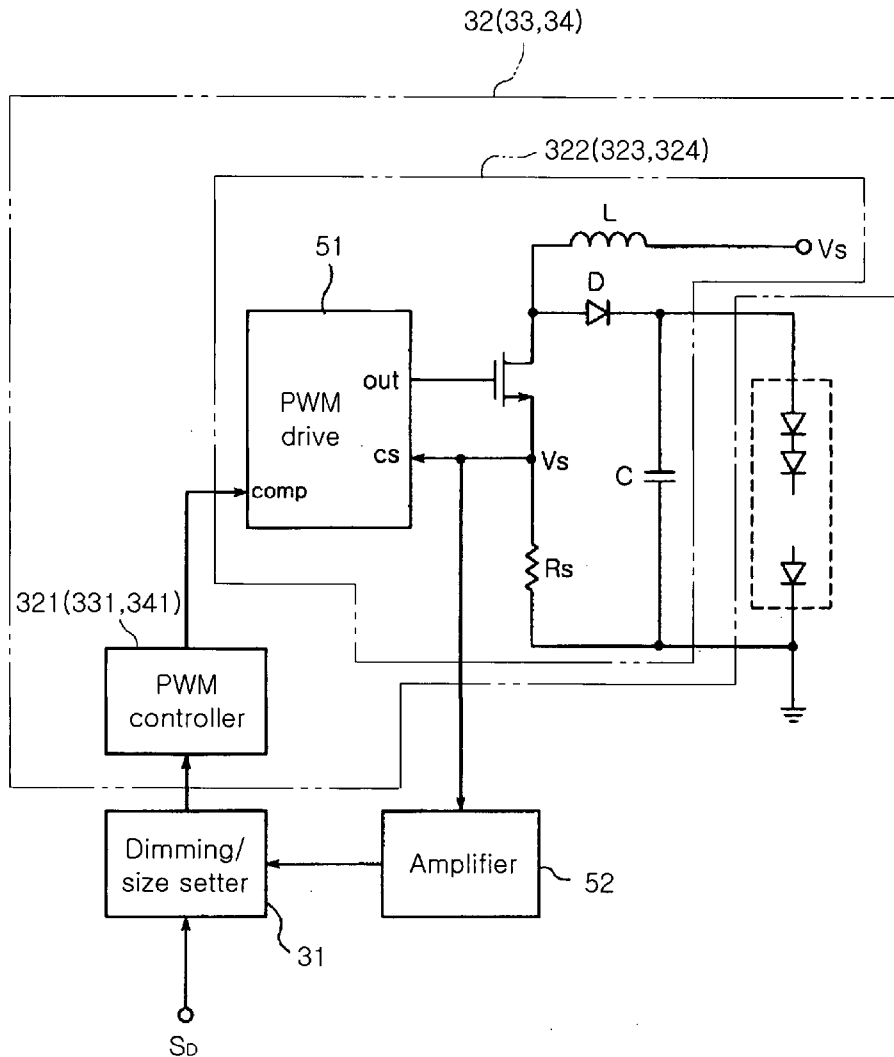 32(33,34)
322(323,324)
L
Vs
51
D
out
PWM
drive
cs
Vs
comp
C
Rs
321(331,341)
PWM
controller
Dimming/
size setter
Amplifier
52
31
SD